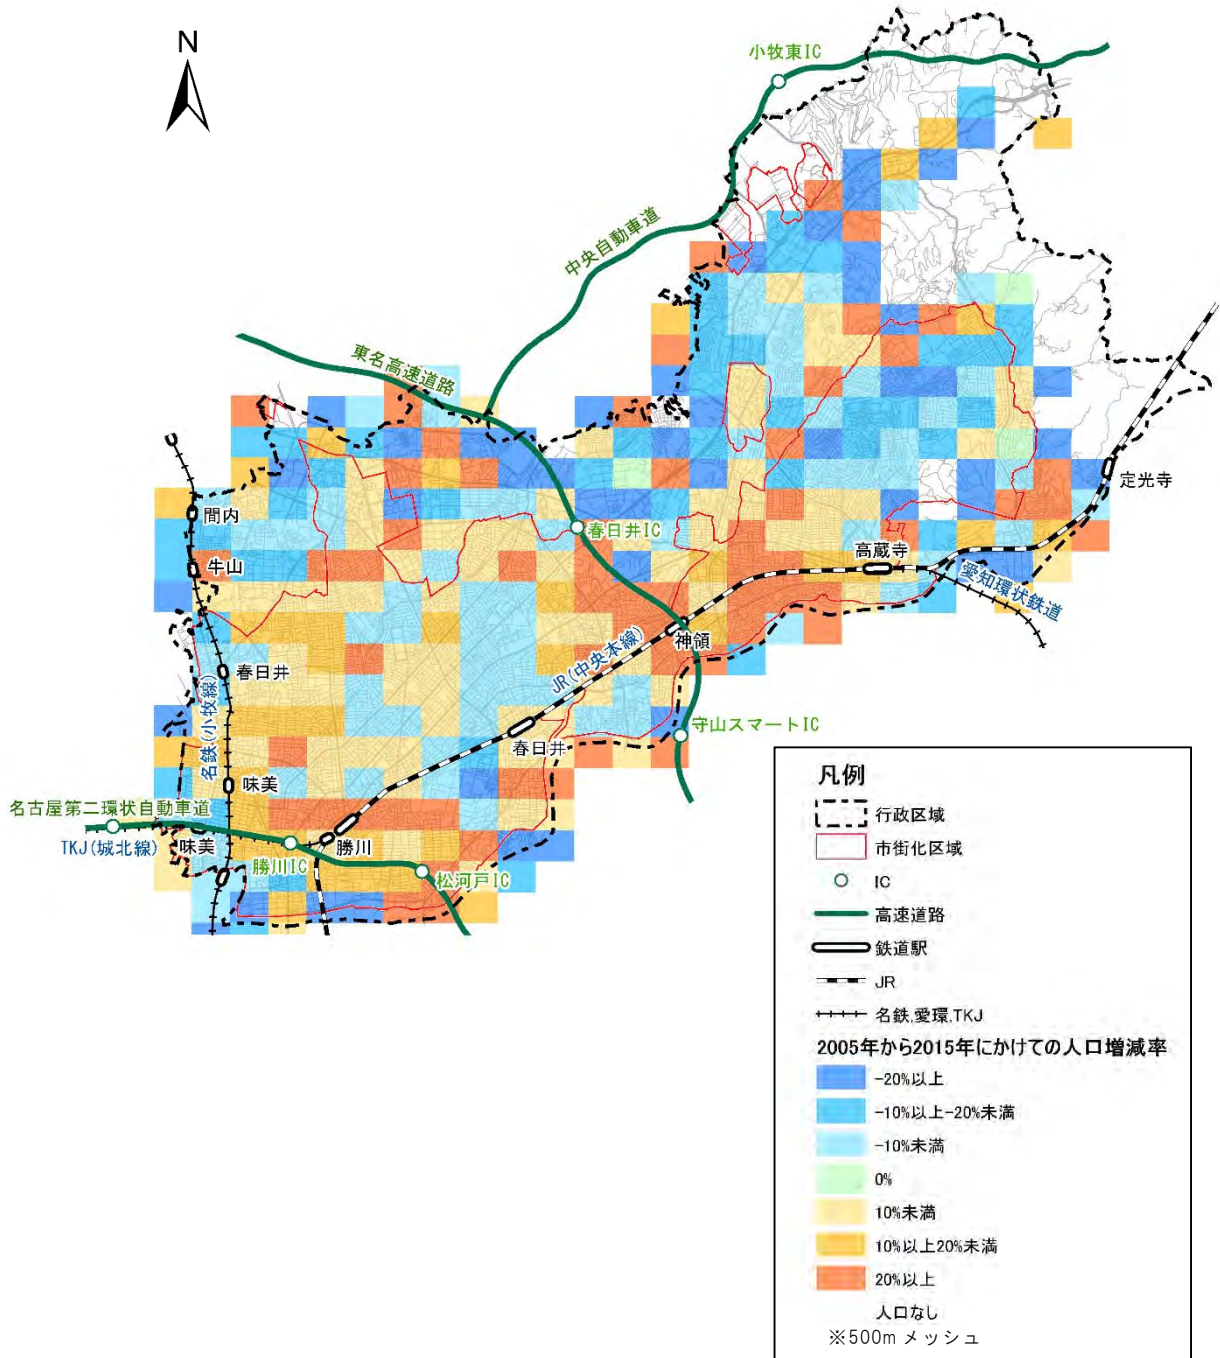 N
小牧東IC
中央自動車道
東名高速道路
定光寺
間内
春日井IC
高蔵寺
牛山
愛知環状鉄道
神領
JR(中央本線)
春日井
名鉄(小牧線)
守山スマートIC
春日井
味美
名古屋第二環状自動車道
TKJ(城北線)
味美
勝川
勝川IC
松河戸IC
凡例
行政区域
市街化区域
IC
高速道路
鉄道駅
JR
名鉄,愛環,TKJ
2005年から2015年にかけての人口増減率
-20%以上
-10%以上-20%未満
-10%未満
0%
10%未満
10%以上20%未満
20%以上
人口なし
※500m メッシュ